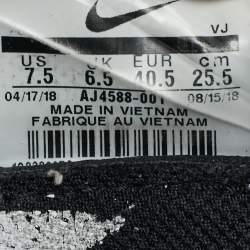 VJ
US UK EUR cm
7.5 6.5 40.5 25.5
04/17/18 AJ4588-001 08/15/18
MADE IN VIETNAM
FABRIQUE AU VIETNAM